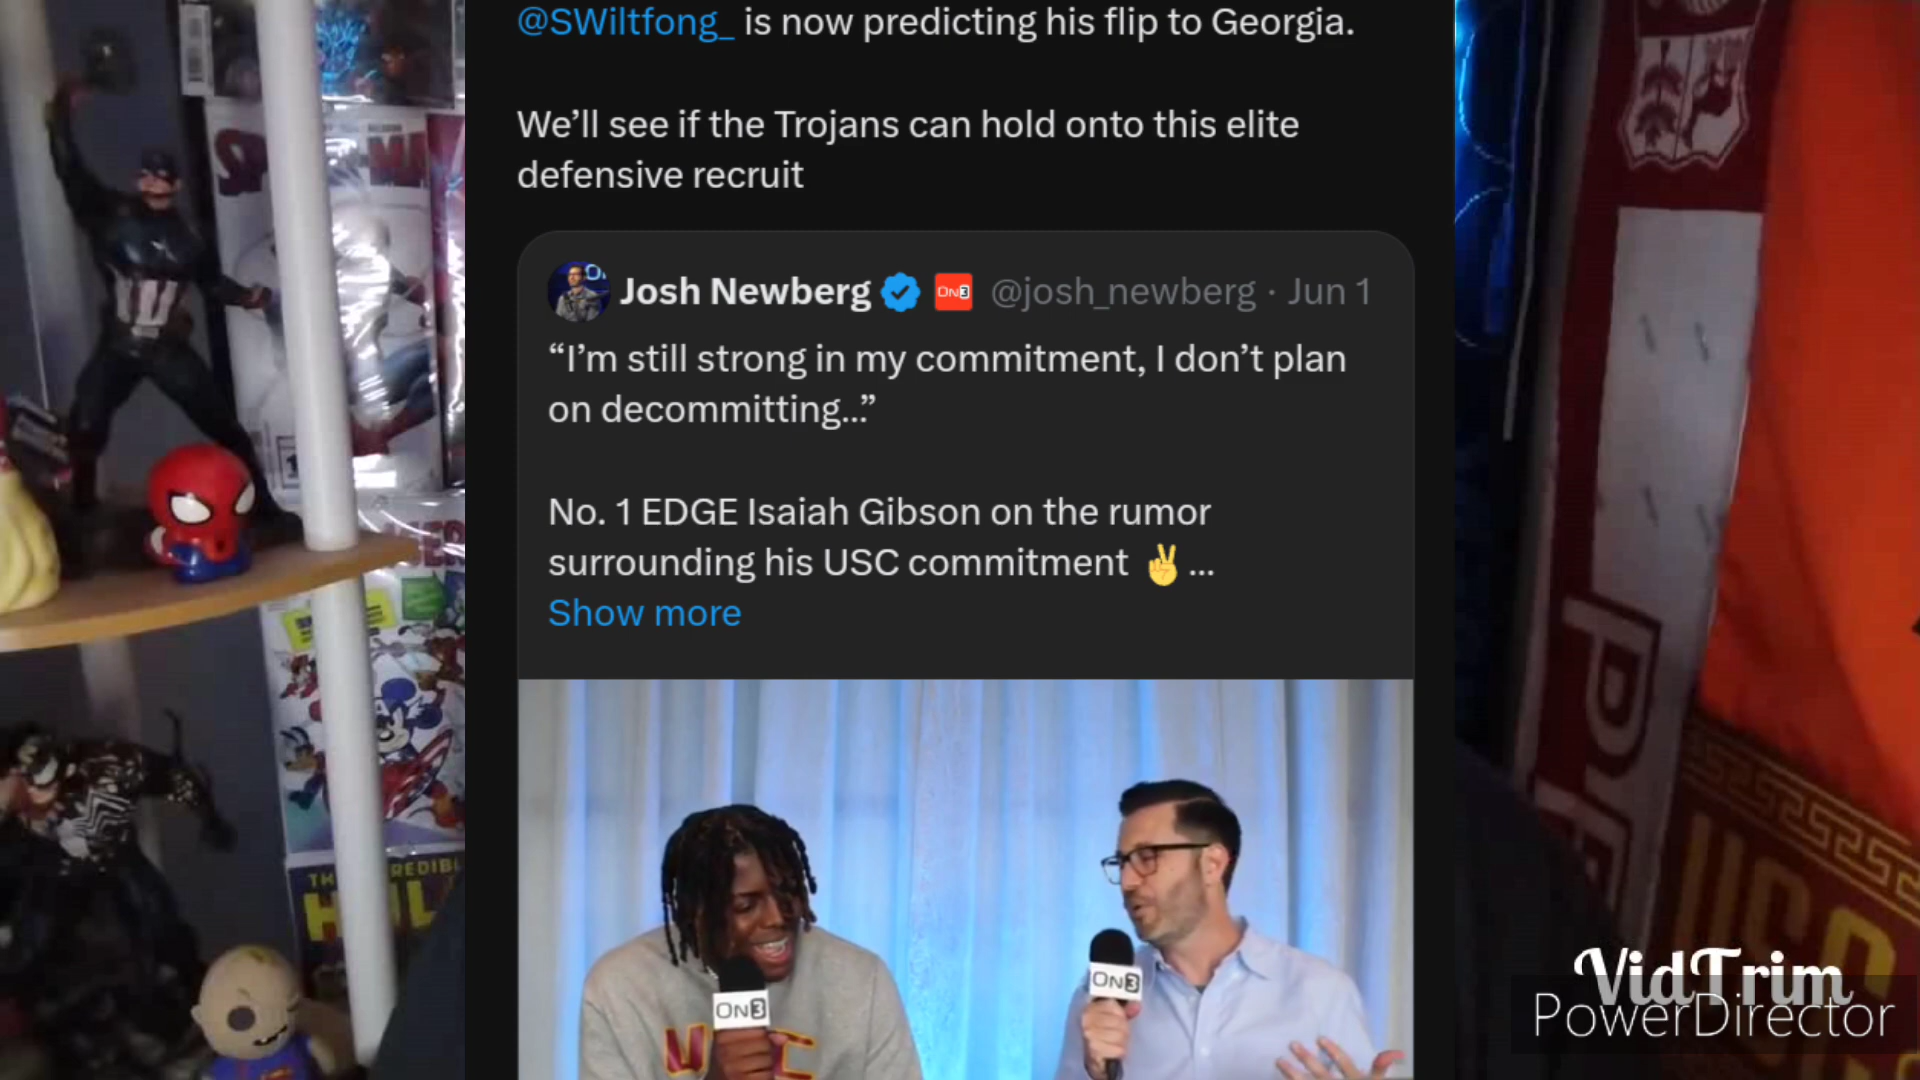 @SWiltfong_ is now predicting his flip to Georgia.
We’ll see if the Trojans can hold onto this elite
defensive recruit
Josh Newberg ON3 @josh_newberg · Jun 1
“I’m still strong in my commitment, I don’t plan
on decommitting...”
No. 1 EDGE Isaiah Gibson on the rumor
surrounding his USC commitment ✌️...
Show more
ON3
ON3
USC
VidTrim
PowerDirector